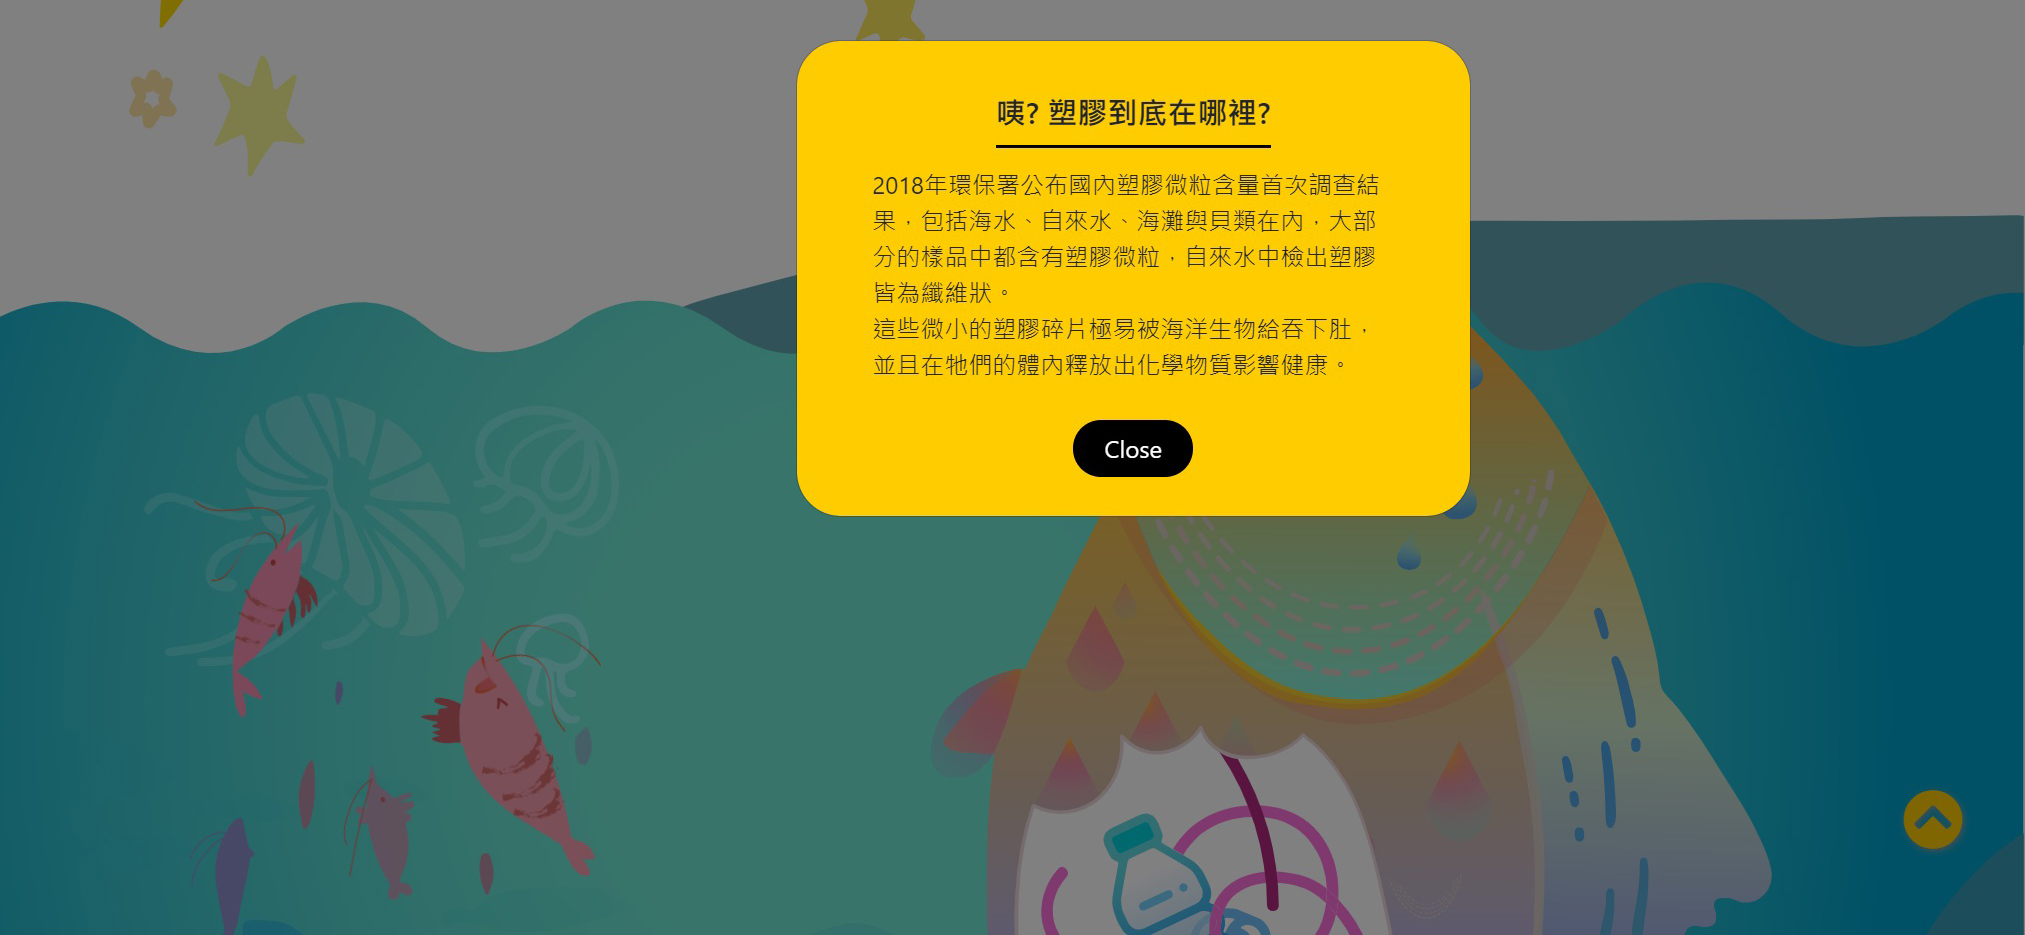 咦? 塑膠到底在哪裡?
2018年環保署公布國內塑膠微粒含量首次調查結
果，包括海水、自來水、海灘與貝類在內，大部
分的樣品中都含有塑膠微粒，自來水中檢出塑膠
皆為纖維狀。
這些微小的塑膠碎片極易被海洋生物給吞下肚，
並且在牠們的體內釋放出化學物質影響健康。
Close